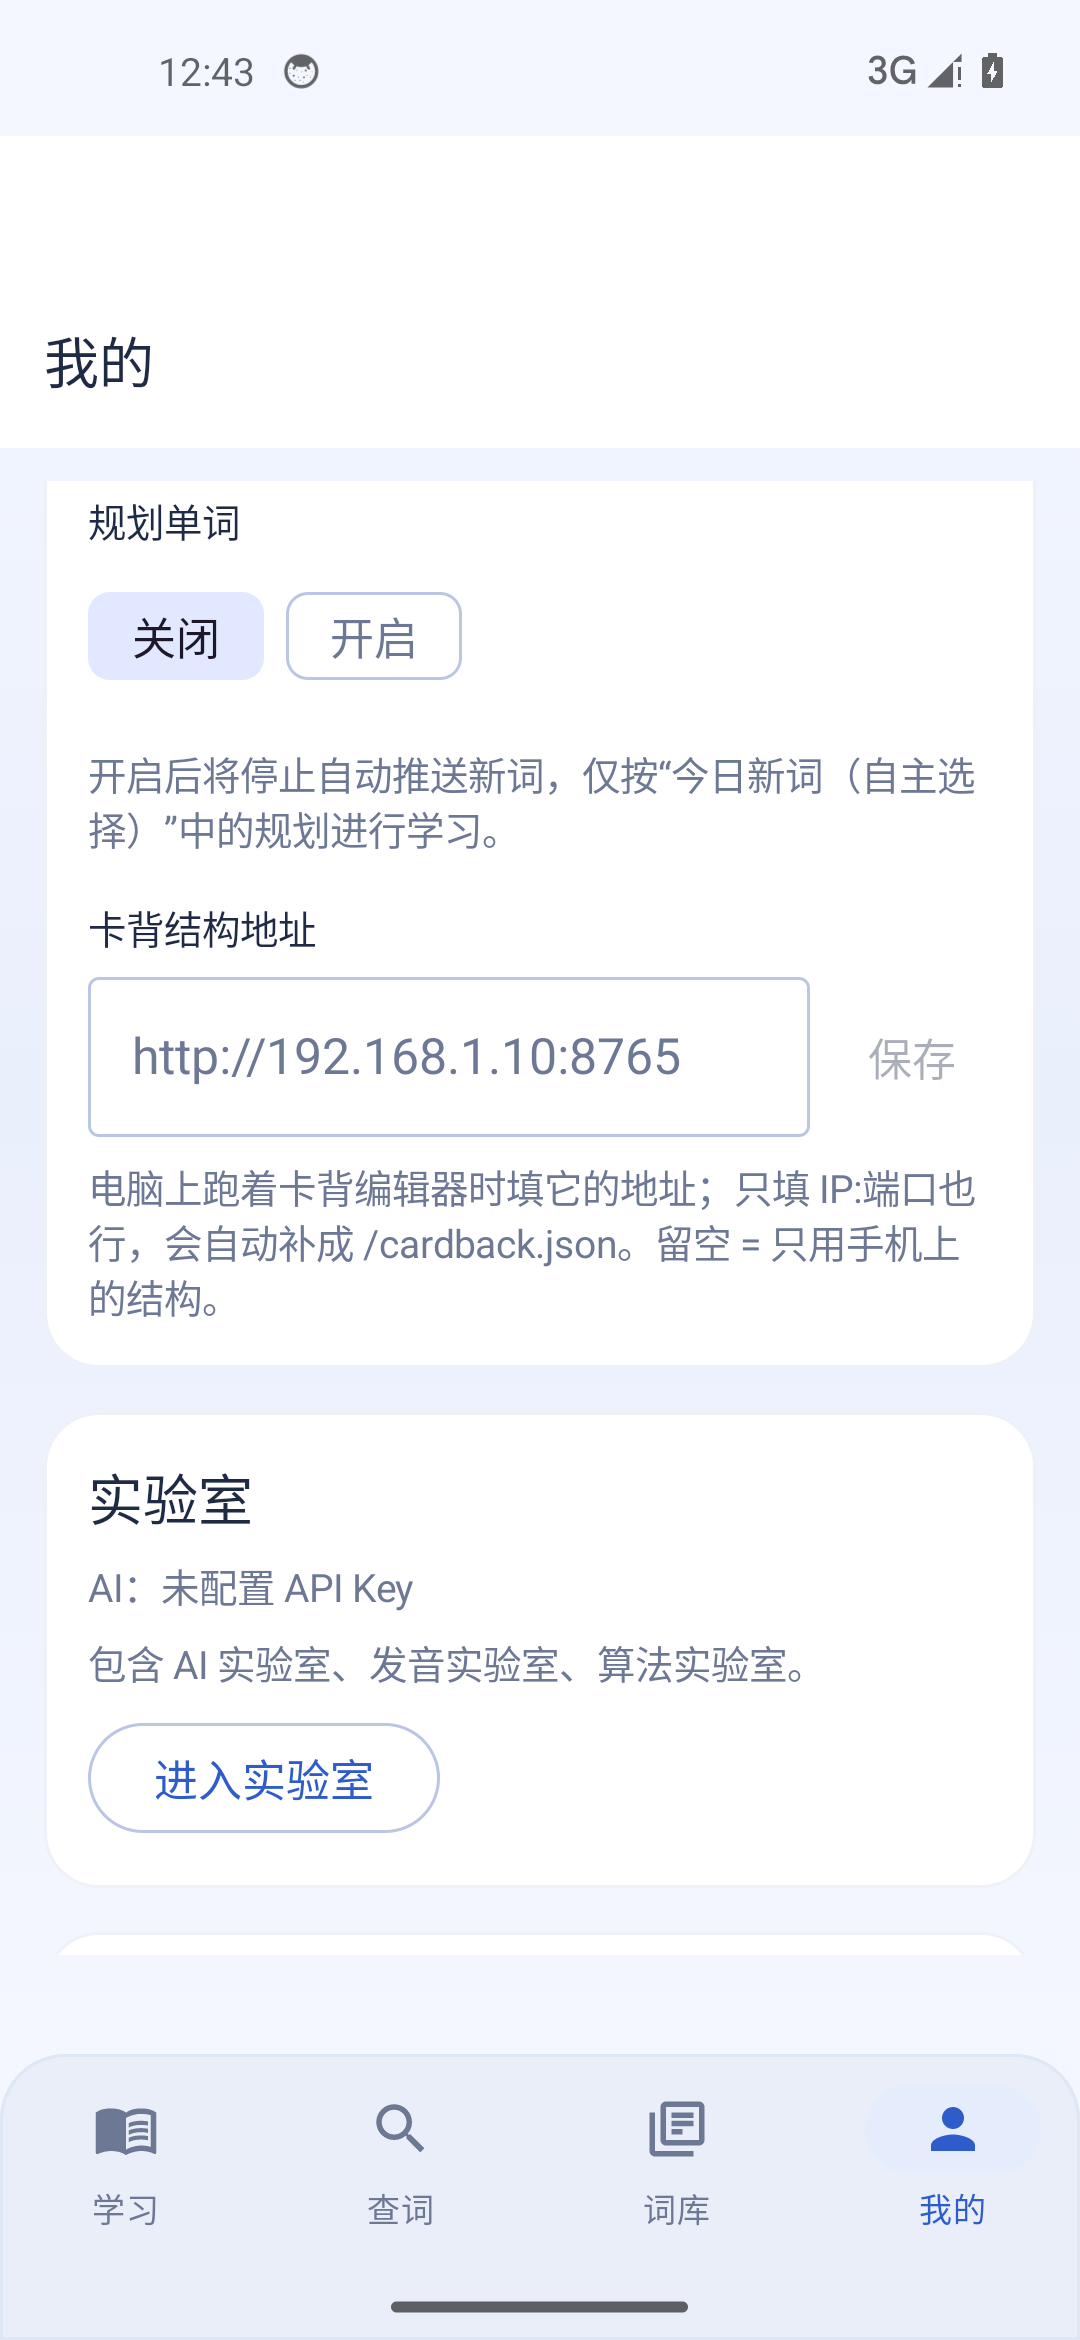 12:43
3G
我的
规划单词
关闭
开启
开启后将停止自动推送新词，仅按“今日新词（自主选
择）”中的规划进行学习。
卡背结构地址
http://192.168.1.10:8765
保存
电脑上跑着卡背编辑器时填它的地址；只填 IP:端口也
行，会自动补成 /cardback.json。留空 = 只用手机上
的结构。
实验室
AI：未配置 API Key
包含 AI 实验室、发音实验室、算法实验室。
进入实验室
学习
查词
词库
我的